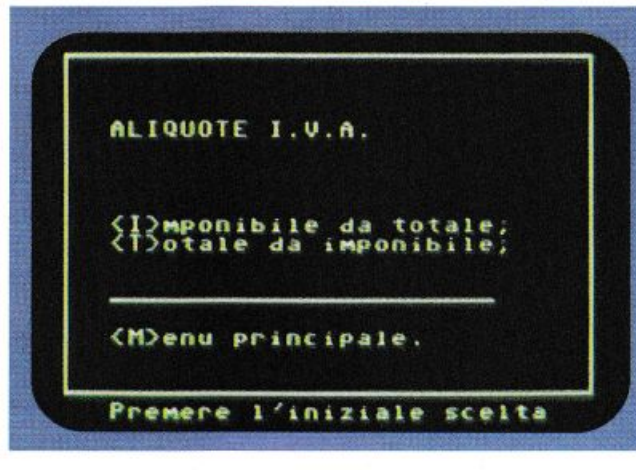 ALIQUOTE I.V.A.
<I>mponibile da totale;
<T>otale da imponibile;
<M>enu principale.
Premere l'iniziale scelta